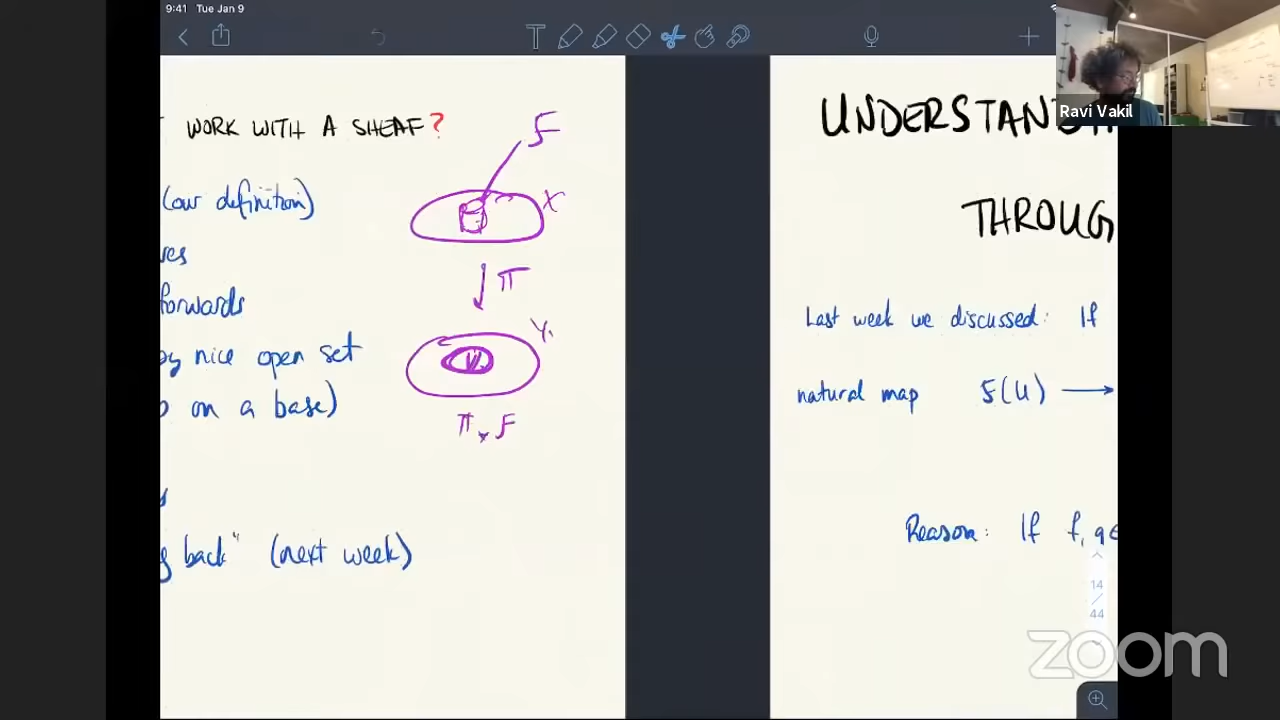 9:41 Tue Jan 9
Ravi Vakil
WORK WITH A SHEAF?
(our definition)
forwards
nice open set
on a base)
back" (next week)
F
X
π
Y
π* F
UNDERSTAN
THROUG
Last week we discussed: If
natural map F(U) →
Reason: If f, g ∈
14
/
44
zoom